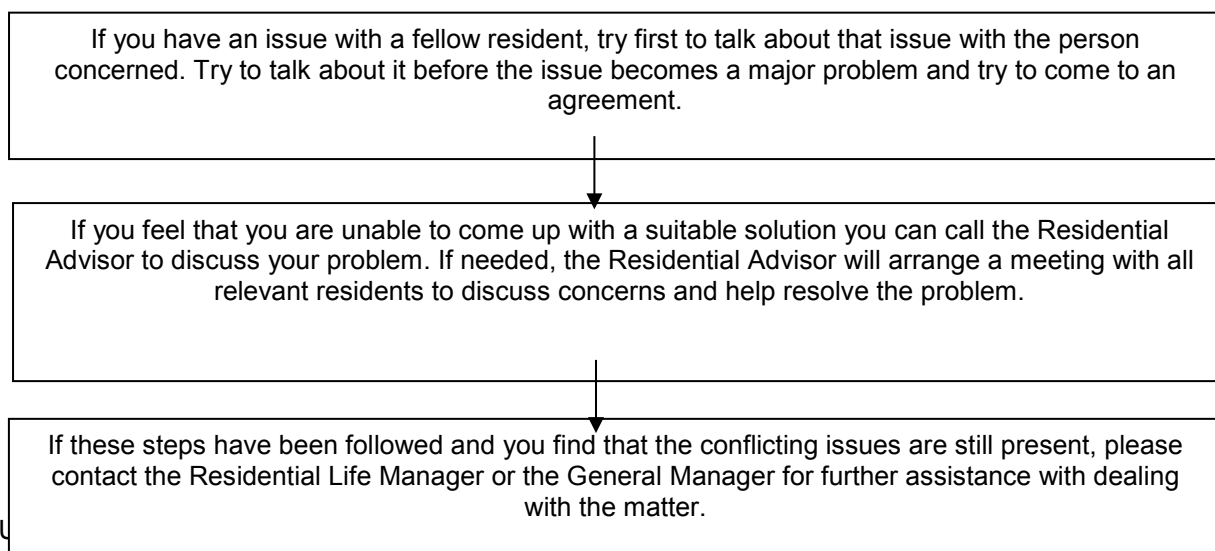 If you have an issue with a fellow resident, try first to talk about that issue with the person
concerned. Try to talk about it before the issue becomes a major problem and try to come to an
agreement.
If you feel that you are unable to come up with a suitable solution you can call the Residential
Advisor to discuss your problem. If needed, the Residential Advisor will arrange a meeting with all
relevant residents to discuss concerns and help resolve the problem.
If these steps have been followed and you find that the conflicting issues are still present, please
contact the Residential Life Manager or the General Manager for further assistance with dealing
with the matter.